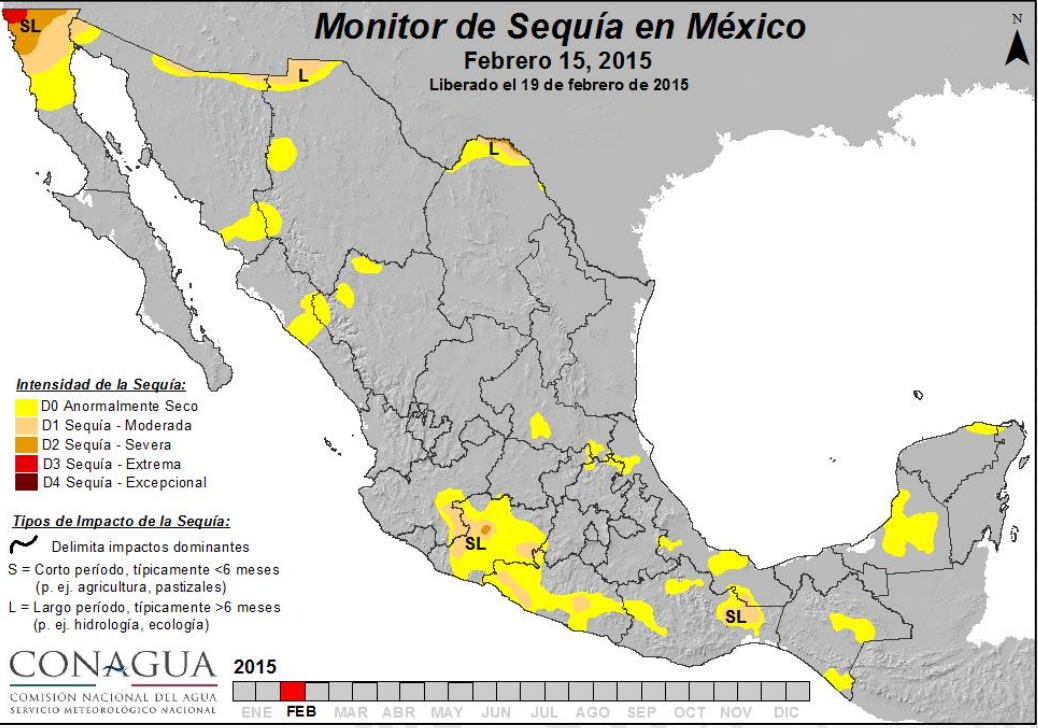 Monitor de Sequía en México
Febrero 15, 2015
Liberado el 19 de febrero de 2015
N
SL
L
L
SL
SL
Intensidad de la Sequía:
D0 Anormalmente Seco
D1 Sequía - Moderada
D2 Sequía - Severa
D3 Sequía - Extrema
D4 Sequía - Excepcional
Tipos de Impacto de la Sequía:
Delimita impactos dominantes
S = Corto período, típicamente <6 meses
(p. ej. agricultura, pastizales)
L = Largo período, típicamente >6 meses
(p. ej. hidrología, ecología)
CONAGUA
COMISIÓN NACIONAL DEL AGUA
SERVICIO METEOROLÓGICO NACIONAL
2015
ENE FEB MAR ABR MAY JUN JUL AGO SEP OCT NOV DIC